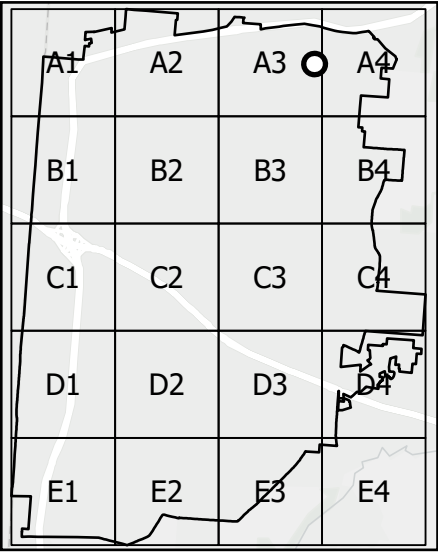 A1 A2 A3 A4
B1 B2 B3 B4
C1 C2 C3 C4
D1 D2 D3 D4
E1 E2 E3 E4